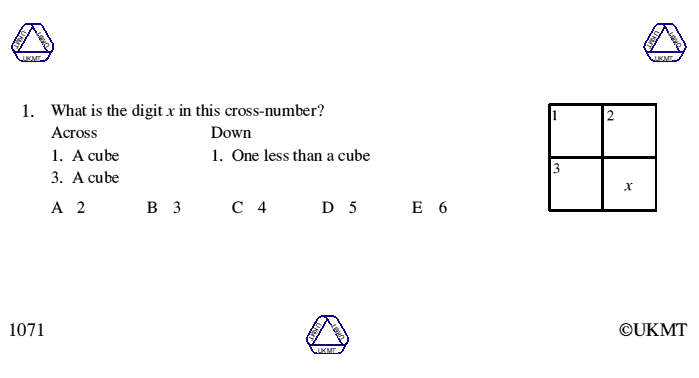 UKMT UKMT UKMT
UKMT UKMT UKMT
1. What is the digit x in this cross-number?
Across Down
1. A cube 1. One less than a cube
3. A cube
A 2 B 3 C 4 D 5 E 6
1 2
3 x
1071 UKMT UKMT UKMT ©UKMT